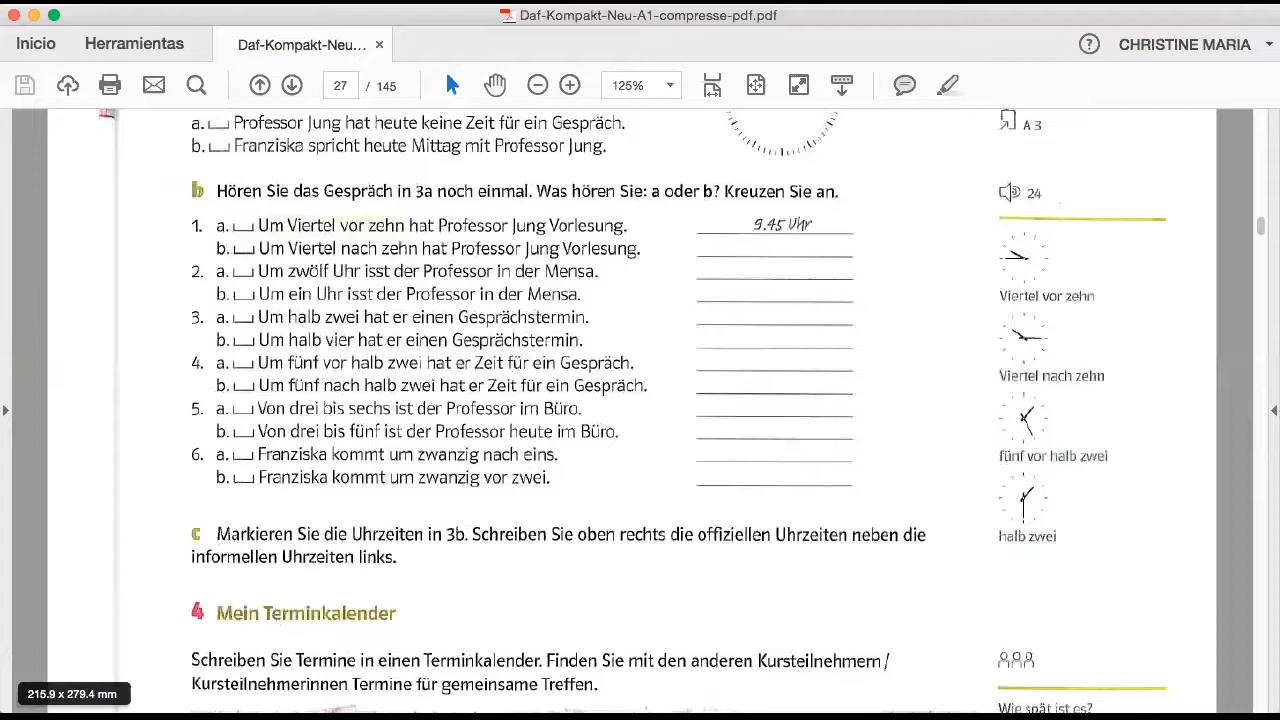 Daf-Kompakt-Neu-A1-compresse-pdf.pdf
Inicio Herramientas Daf-Kompakt-Neu... × ? CHRISTINE MARIA
27 / 145 125%
a. Professor Jung hat heute keine Zeit für ein Gespräch. A 3
b. Franziska spricht heute Mittag mit Professor Jung.
b Hören Sie das Gespräch in 3a noch einmal. Was hören Sie: a oder b? Kreuzen Sie an. 24
1. a. Um Viertel vor zehn hat Professor Jung Vorlesung. 9.45 Uhr
b. Um Viertel nach zehn hat Professor Jung Vorlesung.
2. a. Um zwölf Uhr isst der Professor in der Mensa.
b. Um ein Uhr isst der Professor in der Mensa.
Viertel vor zehn
3. a. Um halb zwei hat er einen Gesprächstermin.
b. Um halb vier hat er einen Gesprächstermin.
4. a. Um fünf vor halb zwei hat er Zeit für ein Gespräch.
b. Um fünf nach halb zwei hat er Zeit für ein Gespräch.
Viertel nach zehn
5. a. Von drei bis sechs ist der Professor im Büro.
b. Von drei bis fünf ist der Professor heute im Büro.
6. a. Franziska kommt um zwanzig nach eins.
b. Franziska kommt um zwanzig vor zwei.
fünf vor halb zwei
halb zwei
c Markieren Sie die Uhrzeiten in 3b. Schreiben Sie oben rechts die offiziellen Uhrzeiten neben die
informellen Uhrzeiten links.
4 Mein Terminkalender
Schreiben Sie Termine in einen Terminkalender. Finden Sie mit den anderen Kursteilnehmern /
Kursteilnehmerinnen Termine für gemeinsame Treffen.
215.9 x 279.4 mm
Wie spät ist es?